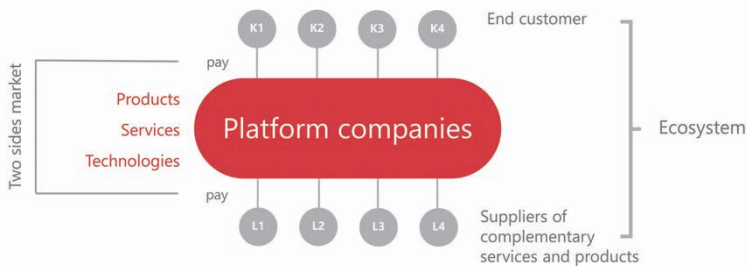 K1 K2 K3 K4
End customer
pay
Two sides market
Products
Services
Technologies
Platform companies
Ecosystem
pay
L1 L2 L3 L4
Suppliers of
complementary
services and products